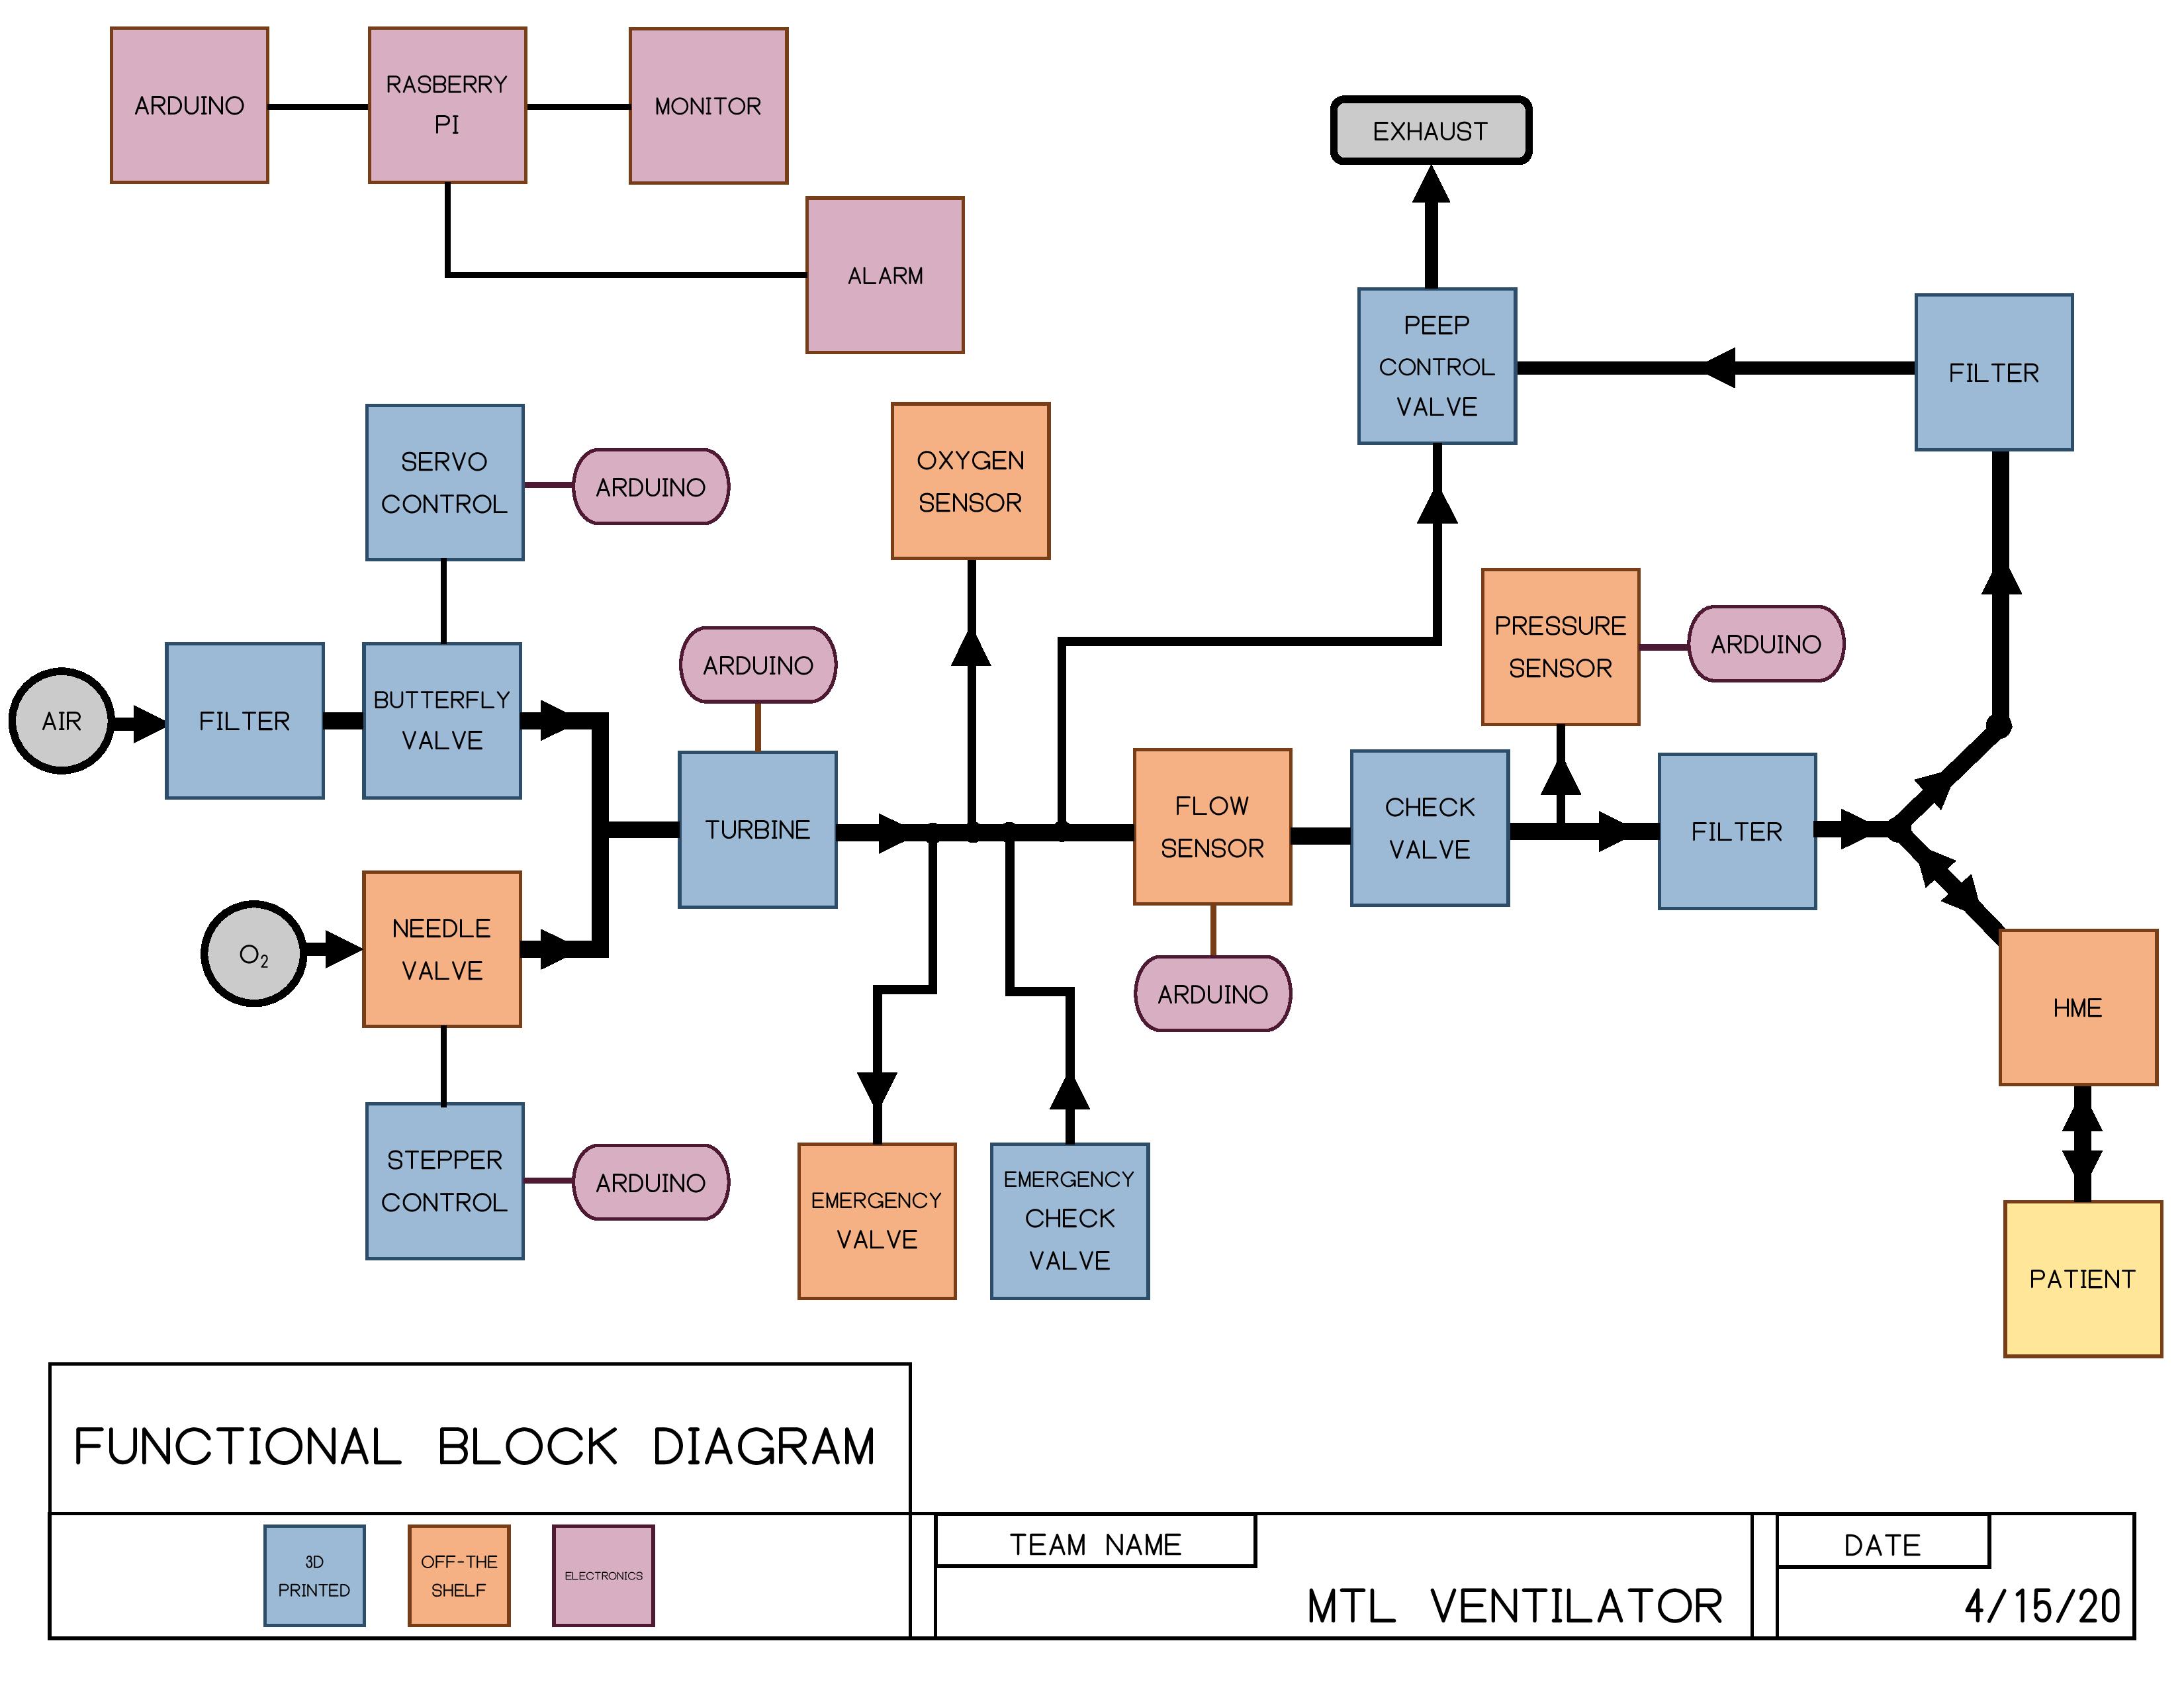 ARDUINO
RASBERRY
PI
MONITOR
ALARM
EXHAUST
PEEP
CONTROL
VALVE
FILTER
SERVO
CONTROL
ARDUINO
OXYGEN
SENSOR
PRESSURE
SENSOR
ARDUINO
ARDUINO
AIR
FILTER
BUTTERFLY
VALVE
TURBINE
FLOW
SENSOR
CHECK
VALVE
FILTER
O₂
NEEDLE
VALVE
ARDUINO
HME
STEPPER
CONTROL
ARDUINO
EMERGENCY
VALVE
EMERGENCY
CHECK
VALVE
PATIENT
FUNCTIONAL BLOCK DIAGRAM
3D
PRINTED
OFF-THE
SHELF
ELECTRONICS
TEAM NAME
MTL VENTILATOR
DATE
4/15/20